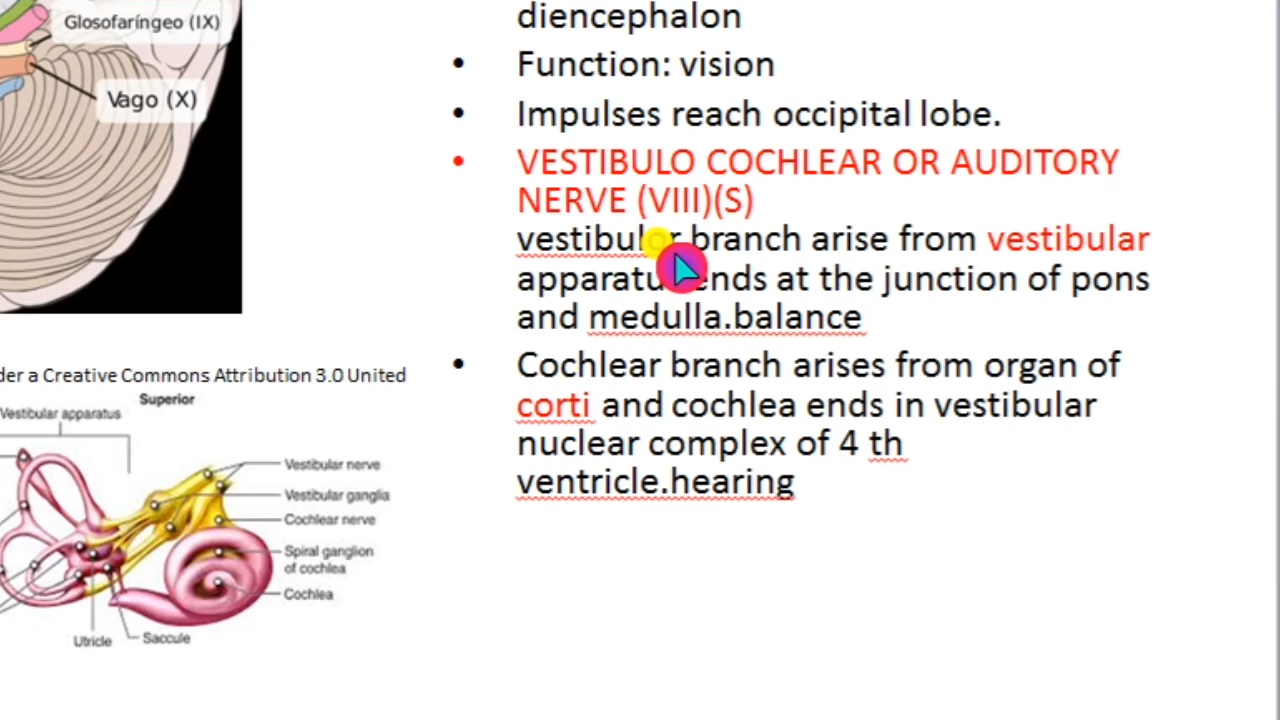 Glosofaríngeo (IX)
Vago (X)
diencephalon
• Function: vision
• Impulses reach occipital lobe.
• VESTIBULO COCHLEAR OR AUDITORY
NERVE (VIII)(S)
branch arise from vestibular
ends at the junction of pons
and medulla.balance
• Cochlear branch arises from organ of
corti and cochlea ends in vestibular
nuclear complex of 4 th
ventricle.hearing
der a Creative Commons Attribution 3.0 United
Superior
Vestibular apparatus
Vestibular nerve
Vestibular ganglia
Cochlear nerve
Spiral ganglion
of cochlea
Cochlea
Utricle
Saccule